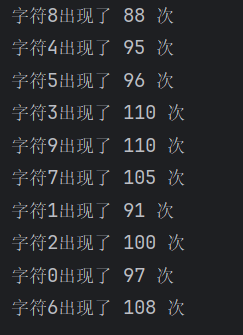 字符8出现了 88 次
字符4出现了 95 次
字符5出现了 96 次
字符3出现了 110 次
字符9出现了 110 次
字符7出现了 105 次
字符1出现了 91 次
字符2出现了 100 次
字符0出现了 97 次
字符6出现了 108 次